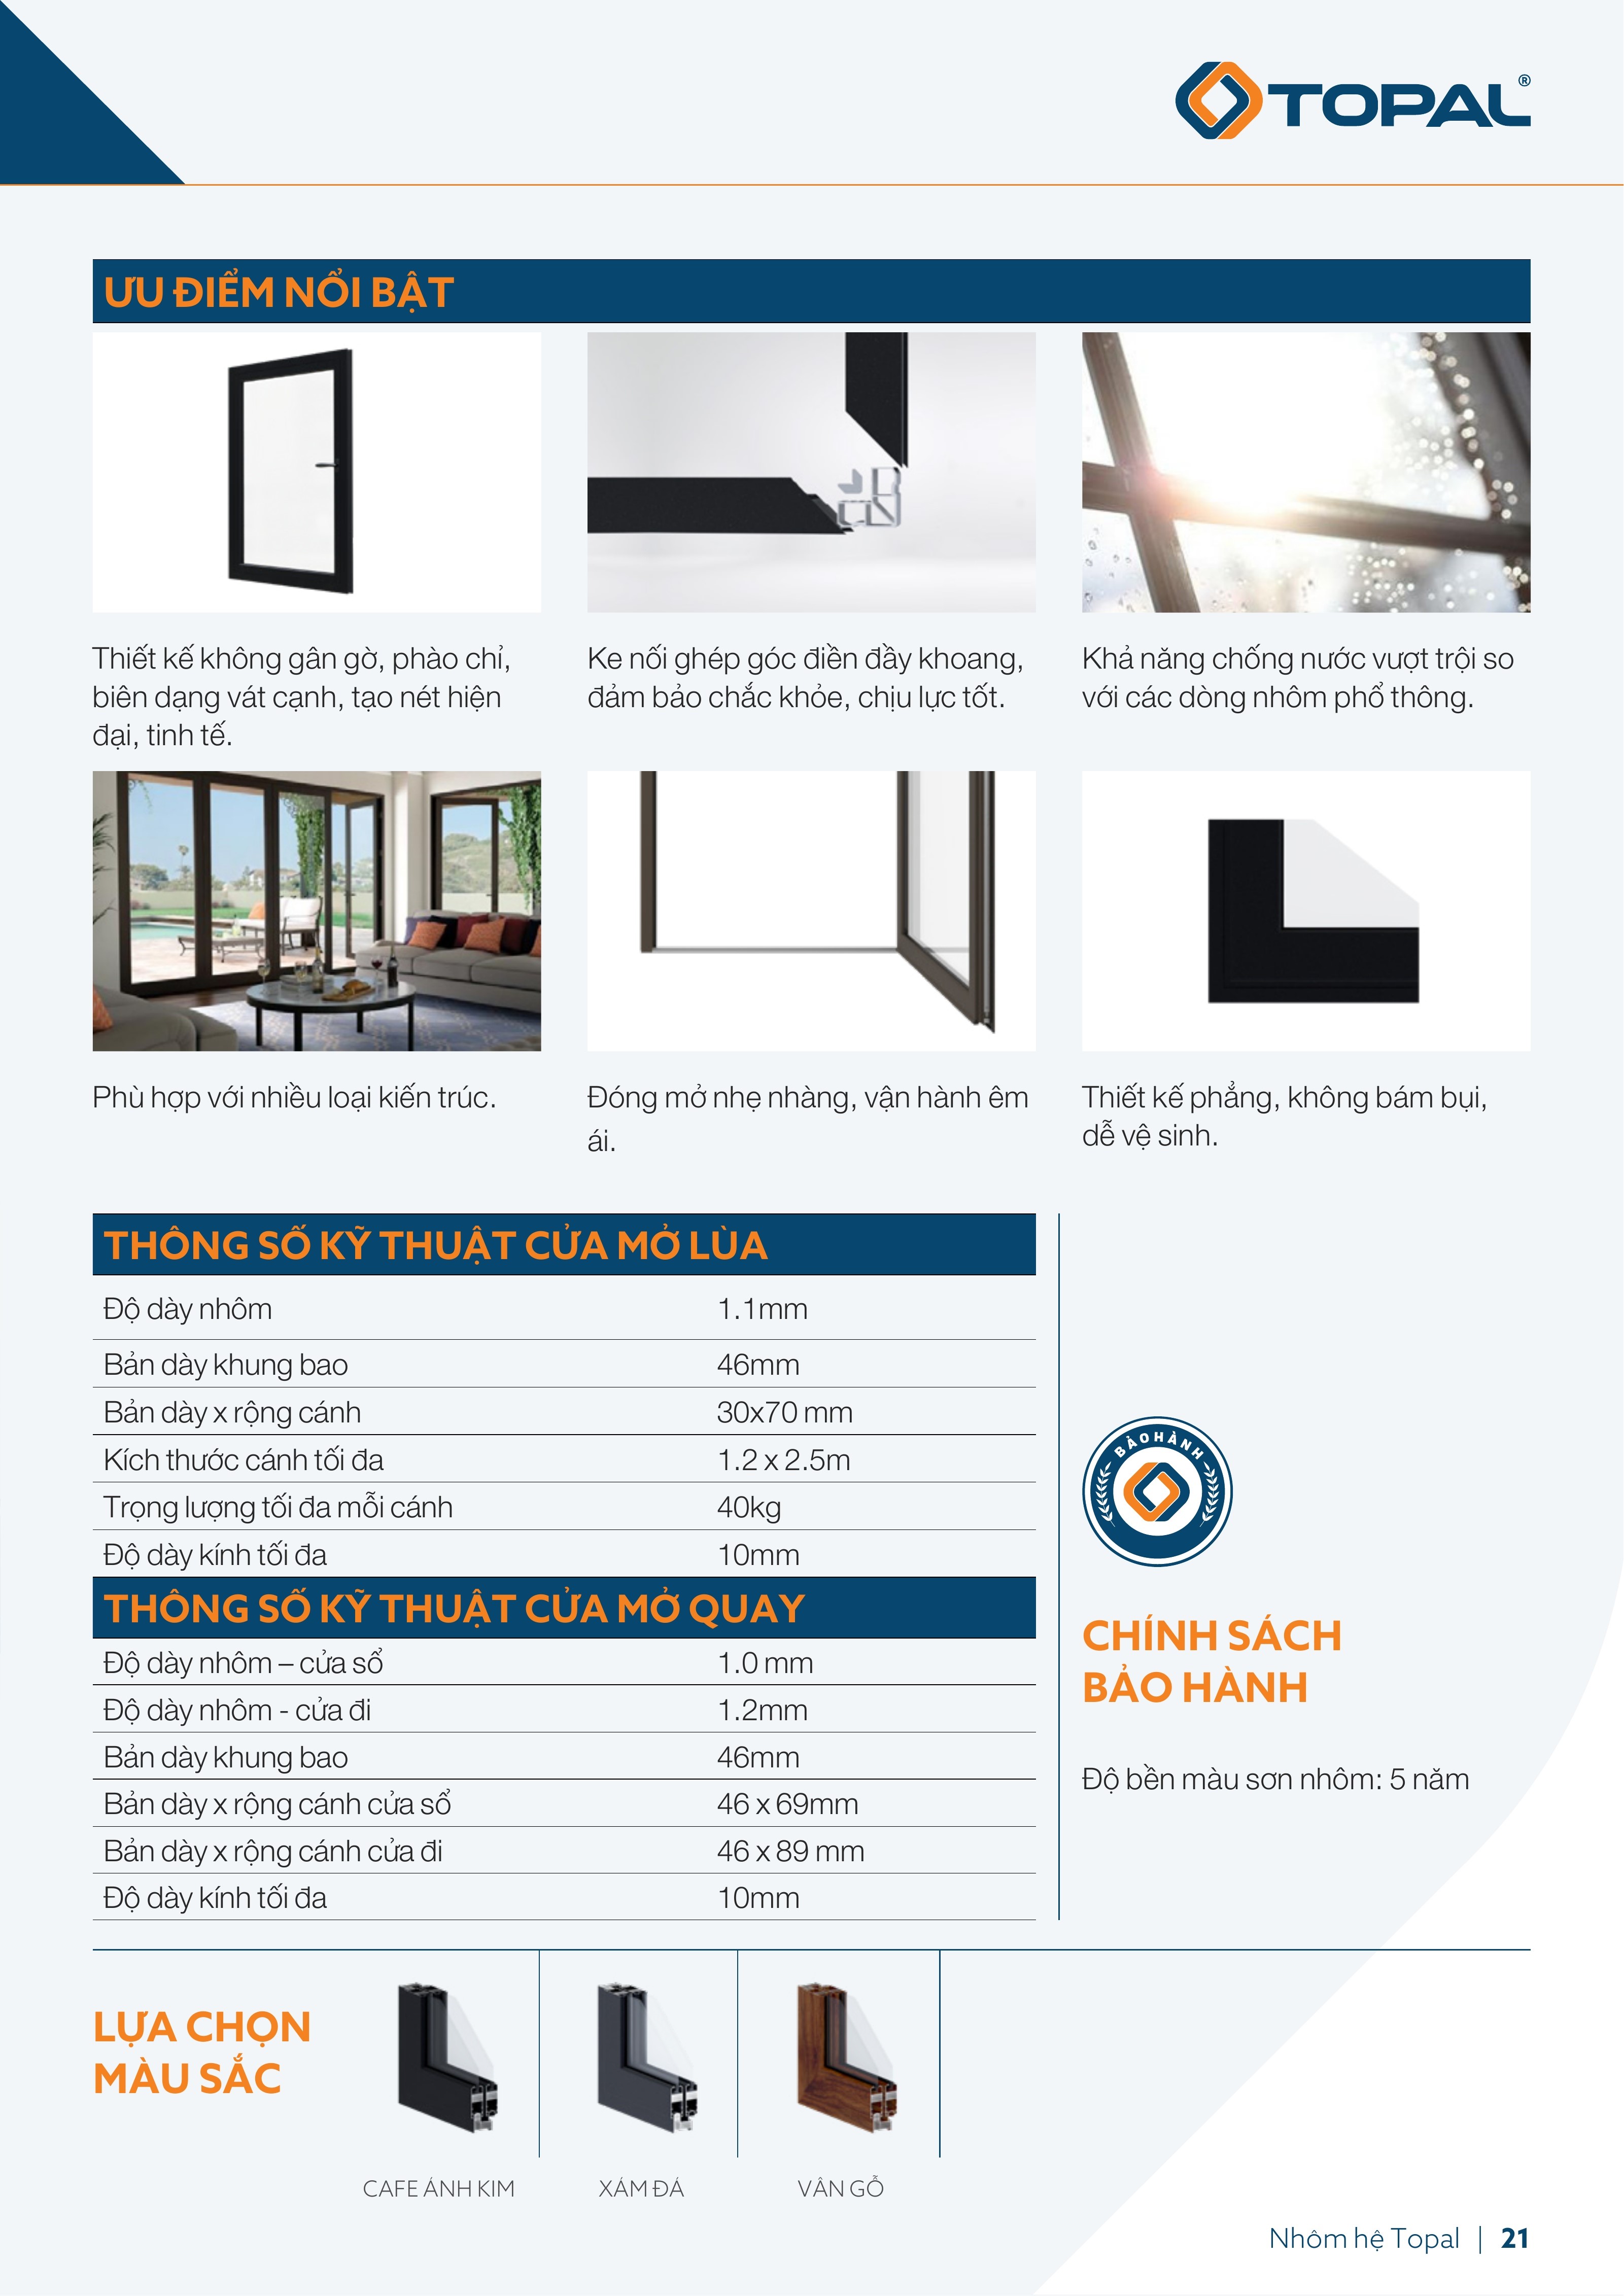 TOPAL®
ƯU ĐIỂM NỔI BẬT
Thiết kế không gân gờ, phào chỉ,
biên dạng vát cạnh, tạo nét hiện
đại, tinh tế.
Ke nối ghép góc điền đầy khoang,
đảm bảo chắc khỏe, chịu lực tốt.
Khả năng chống nước vượt trội so
với các dòng nhôm phổ thông.
Phù hợp với nhiều loại kiến trúc.
Đóng mở nhẹ nhàng, vận hành êm
ái.
Thiết kế phẳng, không bám bụi,
dễ vệ sinh.
THÔNG SỐ KỸ THUẬT CỬA MỞ LÙA
Độ dày nhôm 1.1mm
Bản dày khung bao 46mm
Bản dày x rộng cánh 30x70 mm
Kích thước cánh tối đa 1.2 x 2.5m
Trọng lượng tối đa mỗi cánh 40kg
Độ dày kính tối đa 10mm
THÔNG SỐ KỸ THUẬT CỬA MỞ QUAY
Độ dày nhôm – cửa sổ 1.0 mm
Độ dày nhôm - cửa đi 1.2mm
Bản dày khung bao 46mm
Bản dày x rộng cánh cửa sổ 46 x 69mm
Bản dày x rộng cánh cửa đi 46 x 89 mm
Độ dày kính tối đa 10mm
BẢO HÀNH
CHÍNH SÁCH
BẢO HÀNH
Độ bền màu sơn nhôm: 5 năm
LỰA CHỌN
MÀU SẮC
CAFE ÁNH KIM
XÁM ĐÁ
VÂN GỖ
Nhôm hệ Topal | 21